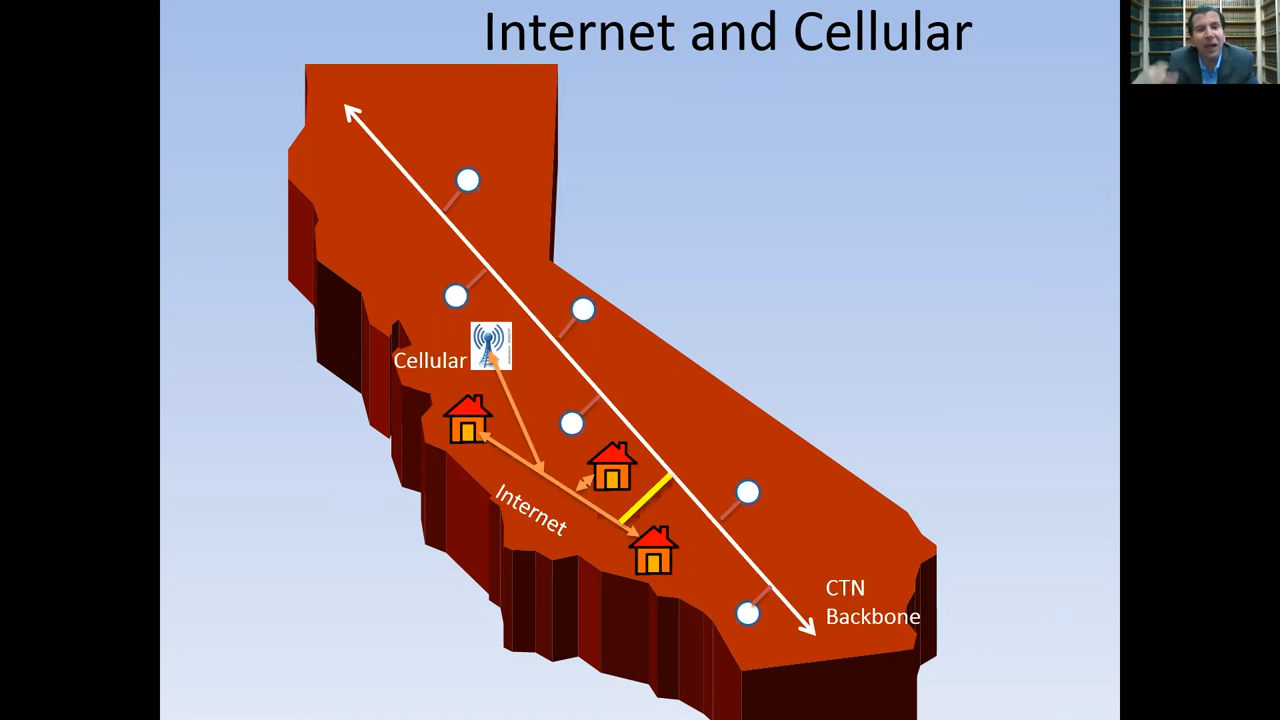 Internet and Cellular
Cellular
Internet
CTN
Backbone